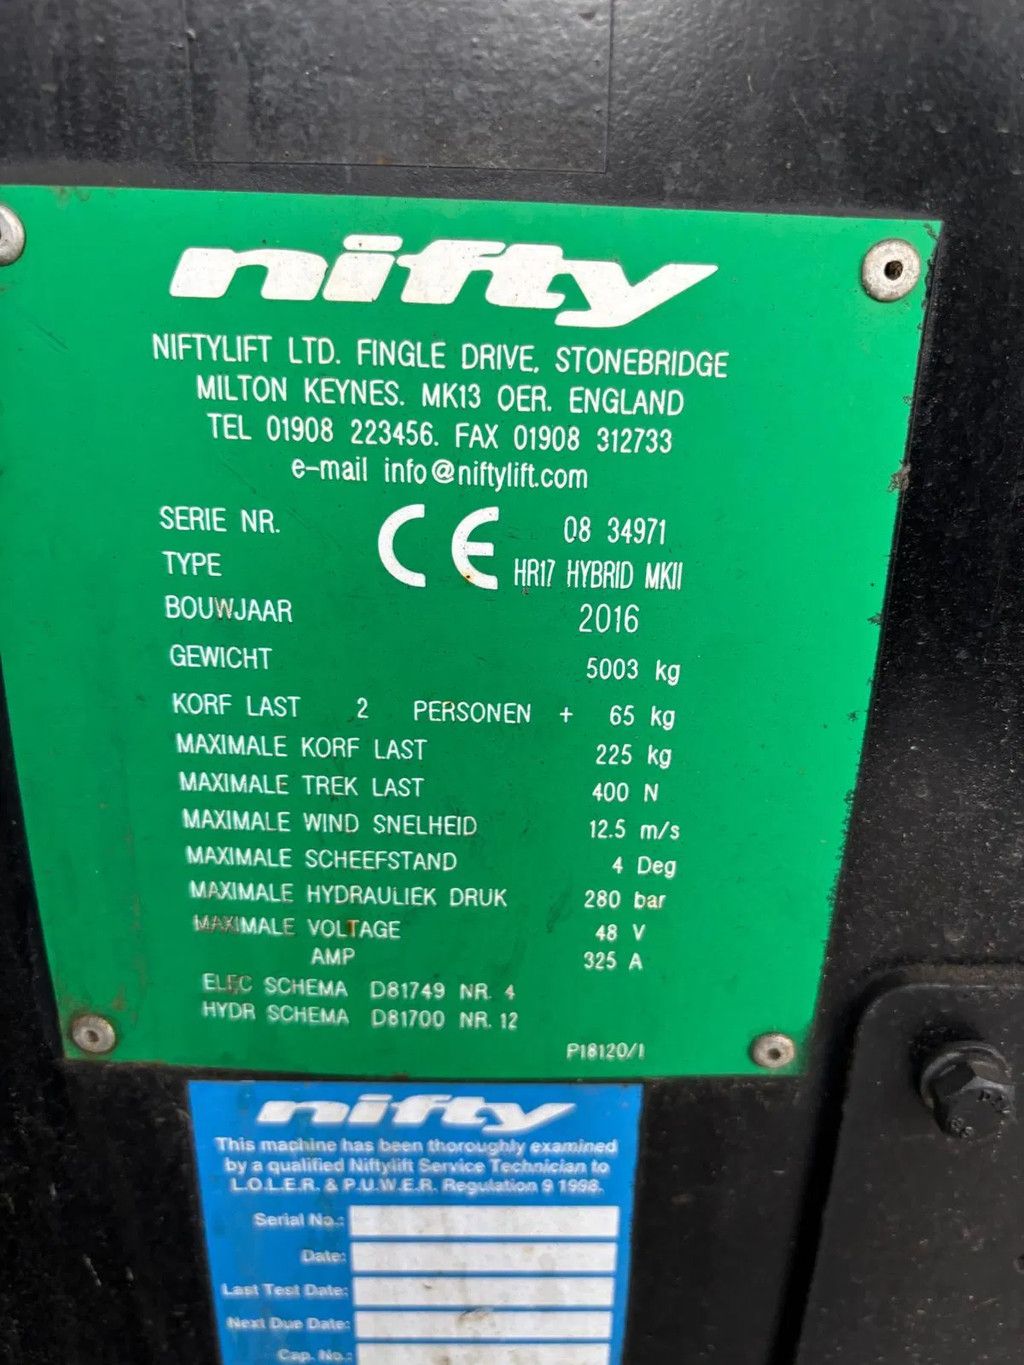 nifty
NIFTYLIFT LTD. FINGLE DRIVE, STONEBRIDGE
MILTON KEYNES. MK13 OER. ENGLAND
TEL 01908 223456. FAX 01908 312733
e-mail info@niftylift.com
SERIE NR. CE 08 34971
TYPE HR17 HYBRID MKII
BOUWJAAR 2016
GEWICHT 5003 kg
KORF LAST 2 PERSONEN + 65 kg
MAXIMALE KORF LAST 225 kg
MAXIMALE TREK LAST 400 N
MAXIMALE WIND SNELHEID 12.5 m/s
MAXIMALE SCHEEFSTAND 4 Deg
MAXIMALE HYDRAULIEK DRUK 280 bar
MAXIMALE VOLTAGE 48 V
AMP 325 A
ELEC SCHEMA D81749 NR. 4
HYDR SCHEMA D81700 NR. 12
P18120/1
nifty
This machine has been thoroughly examined
by a qualified Niftylift Service Technician to
L.O.L.E.R. & P.U.W.E.R. Regulation 9 1998.
Serial No.:
Date:
Last Test Date:
Next Due Date:
Cap. No.: